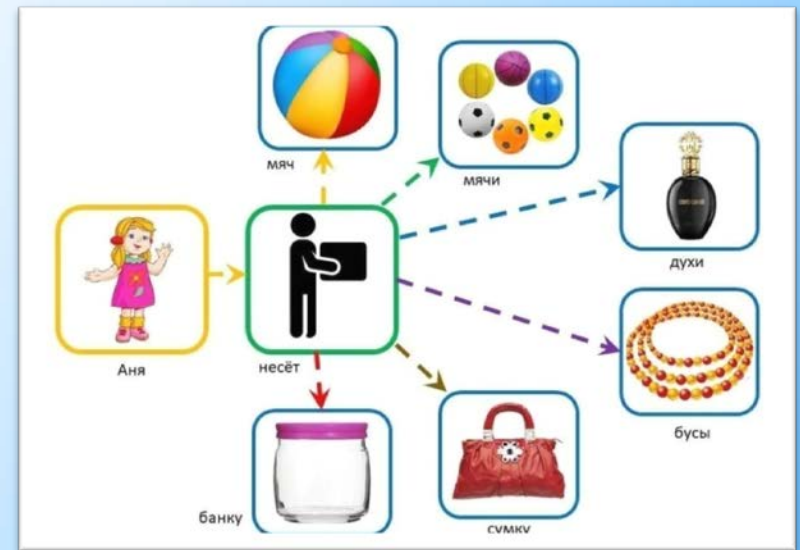 мяч
мячи
духи
Аня
несёт
бусы
банку
сумку